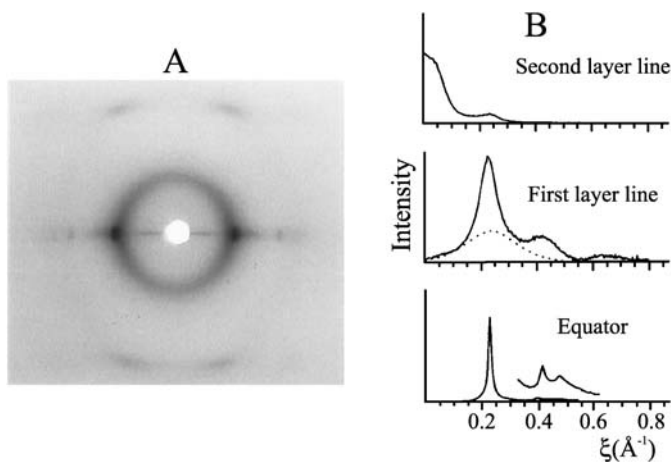 A
B
Second layer line
First layer line
Equator
Intensity
0.2 0.4 0.6 0.8
ξ(Å⁻¹)